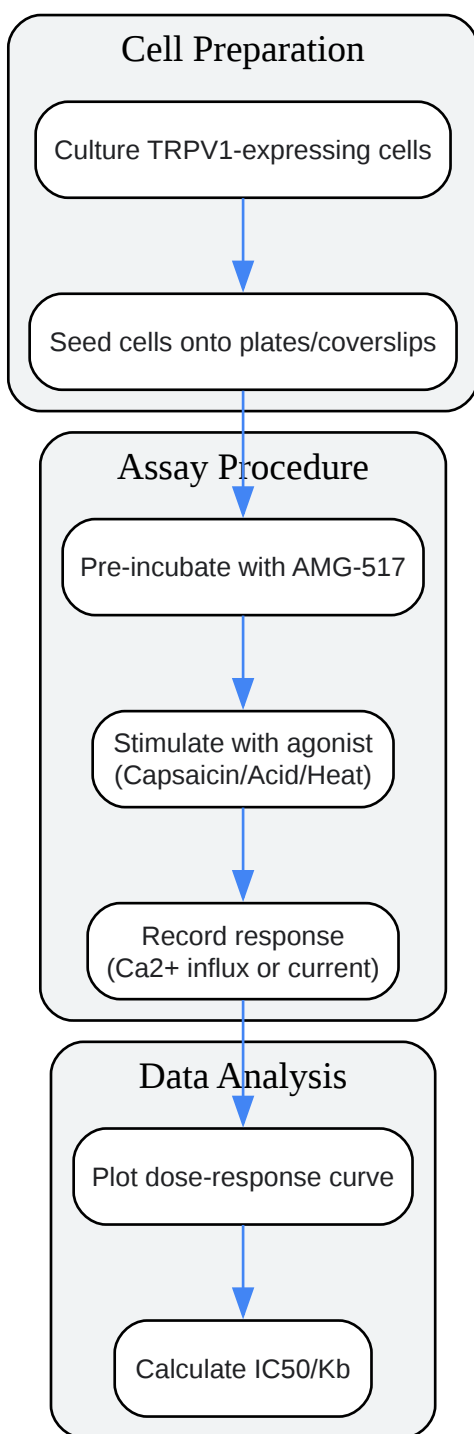 Cell Preparation
Culture TRPV1-expressing cells
Seed cells onto plates/coverslips
Assay Procedure
Pre-incubate with AMG-517
Stimulate with agonist
(Capsaicin/Acid/Heat)
Record response
(Ca2+ influx or current)
Data Analysis
Plot dose-response curve
Calculate IC50/Kb